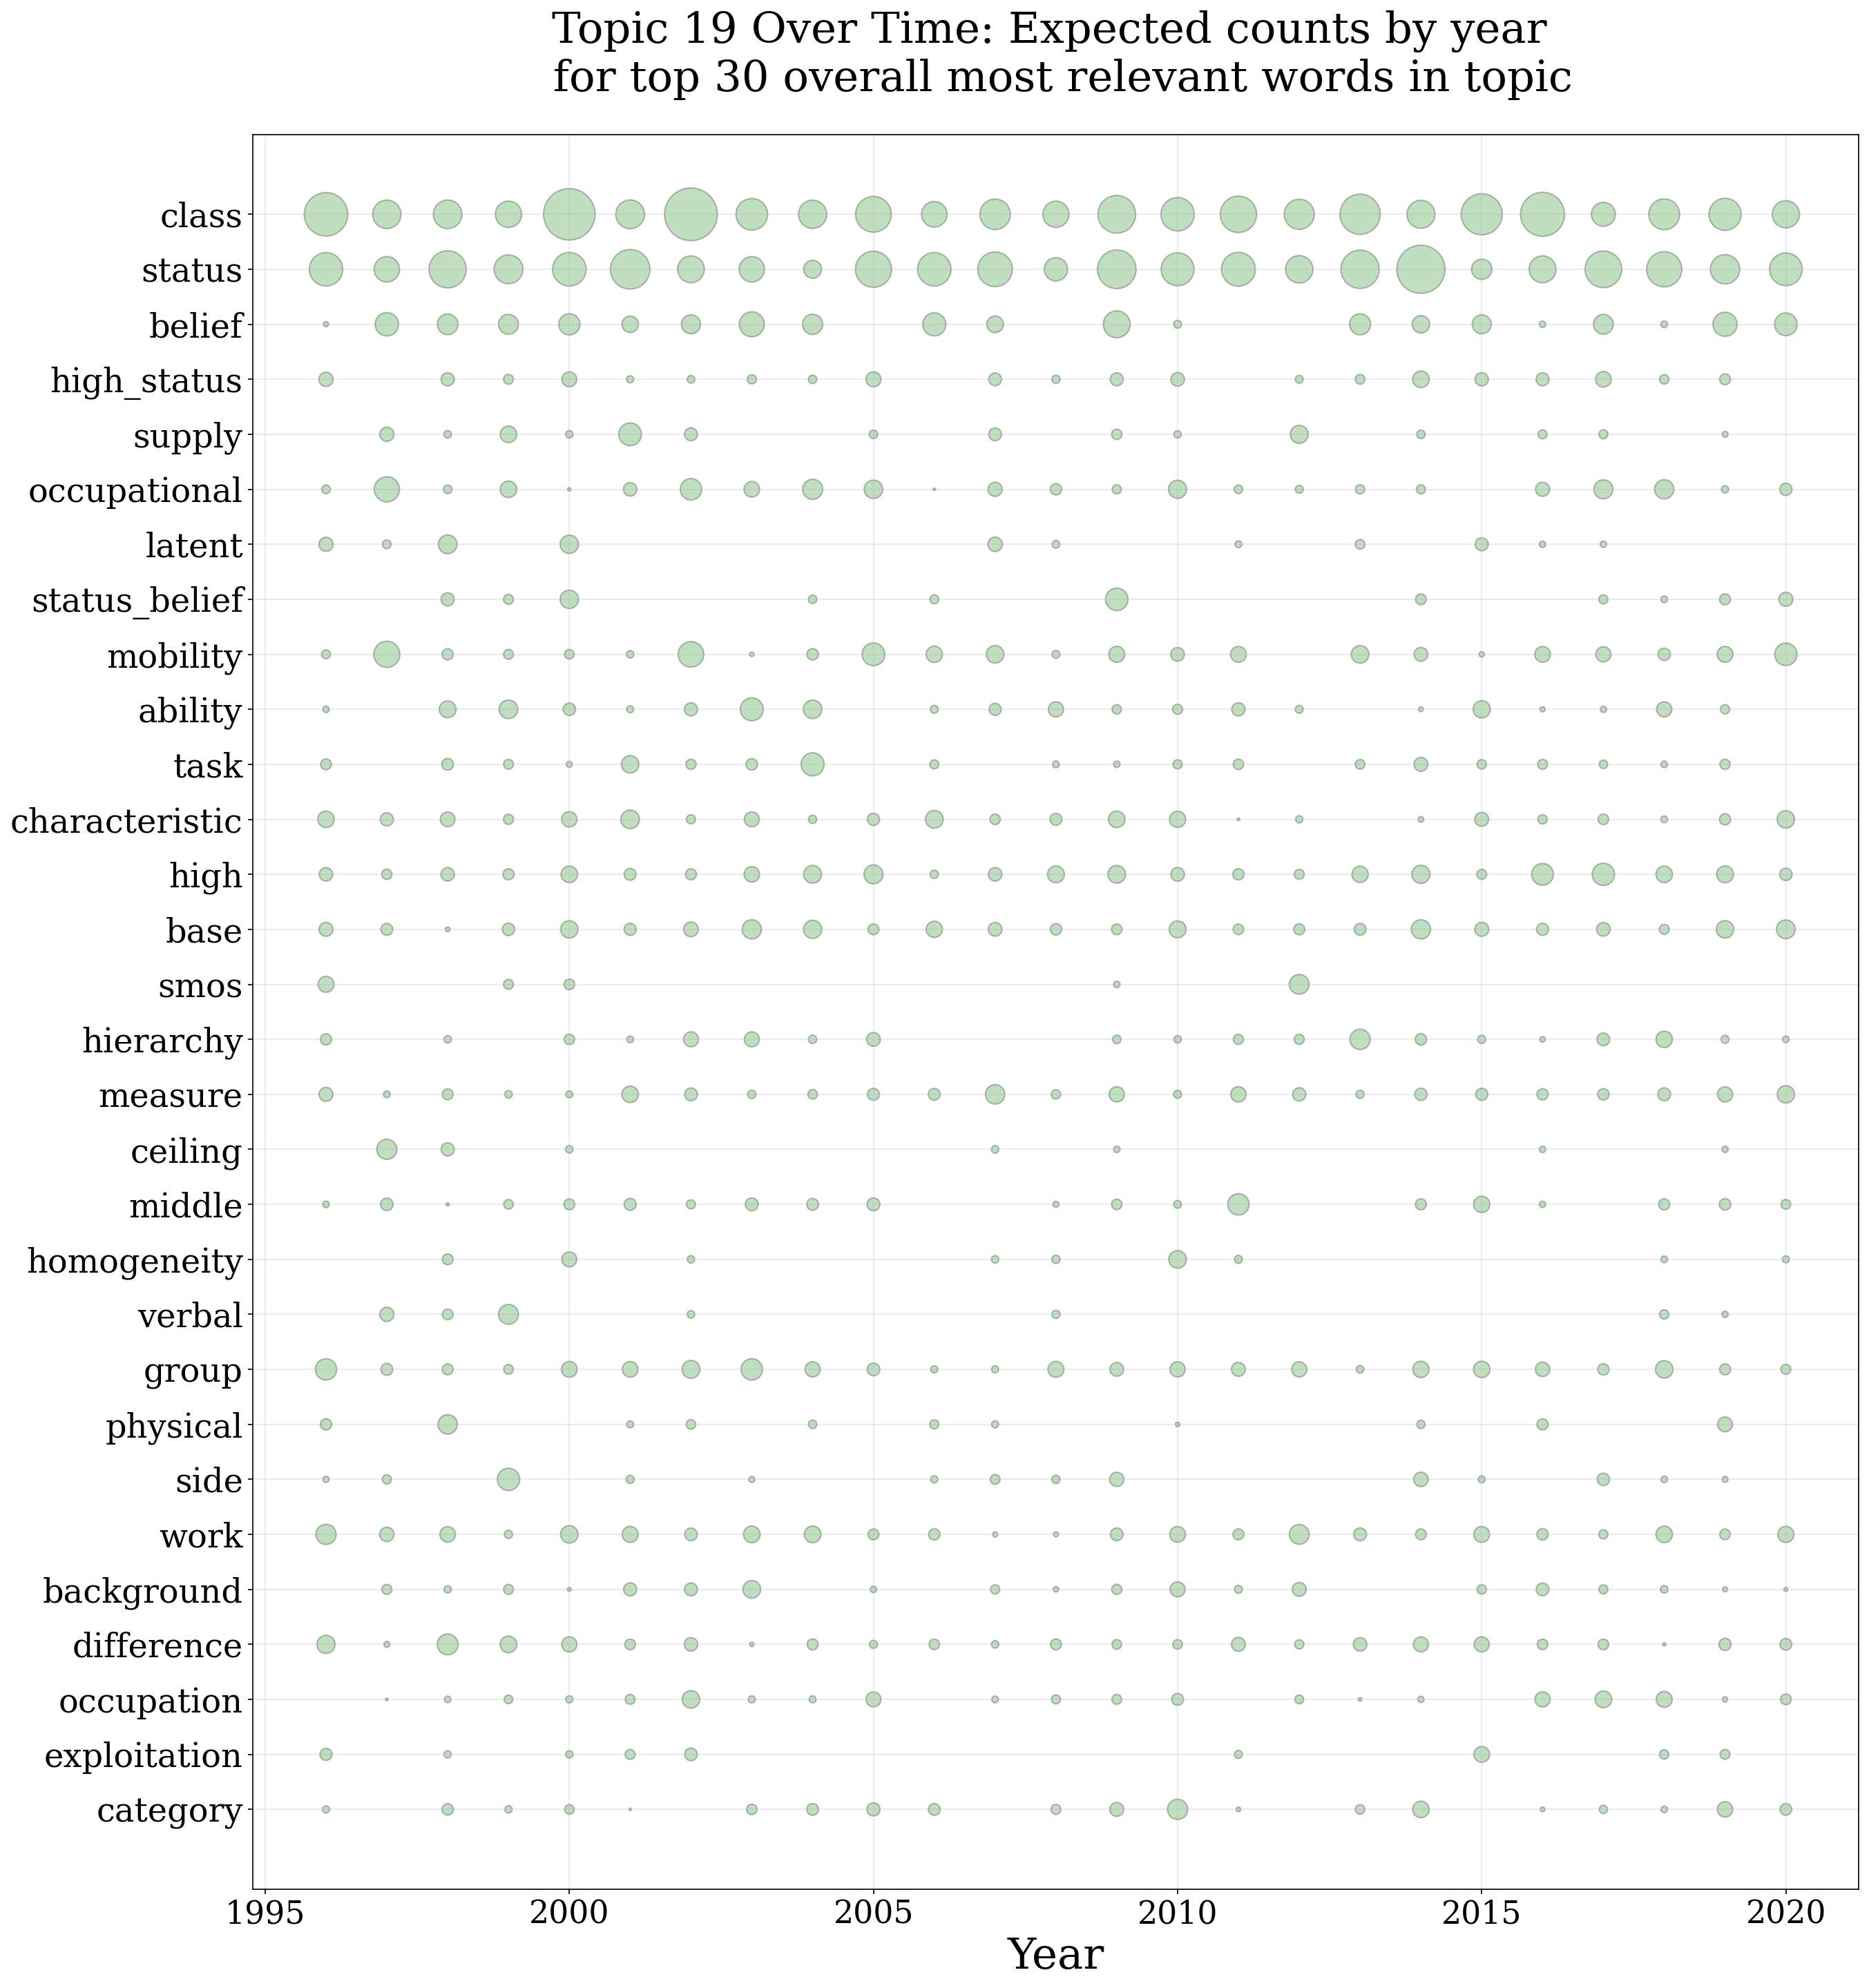 Topic 19 Over Time: Expected counts by year
for top 30 overall most relevant words in topic
class
status
belief
high_status
supply
occupational
latent
status_belief
mobility
ability
task
characteristic
high
base
smos
hierarchy
measure
ceiling
middle
homogeneity
verbal
group
physical
side
work
background
difference
occupation
exploitation
category
1995 2000 2005 2010 2015 2020
Year